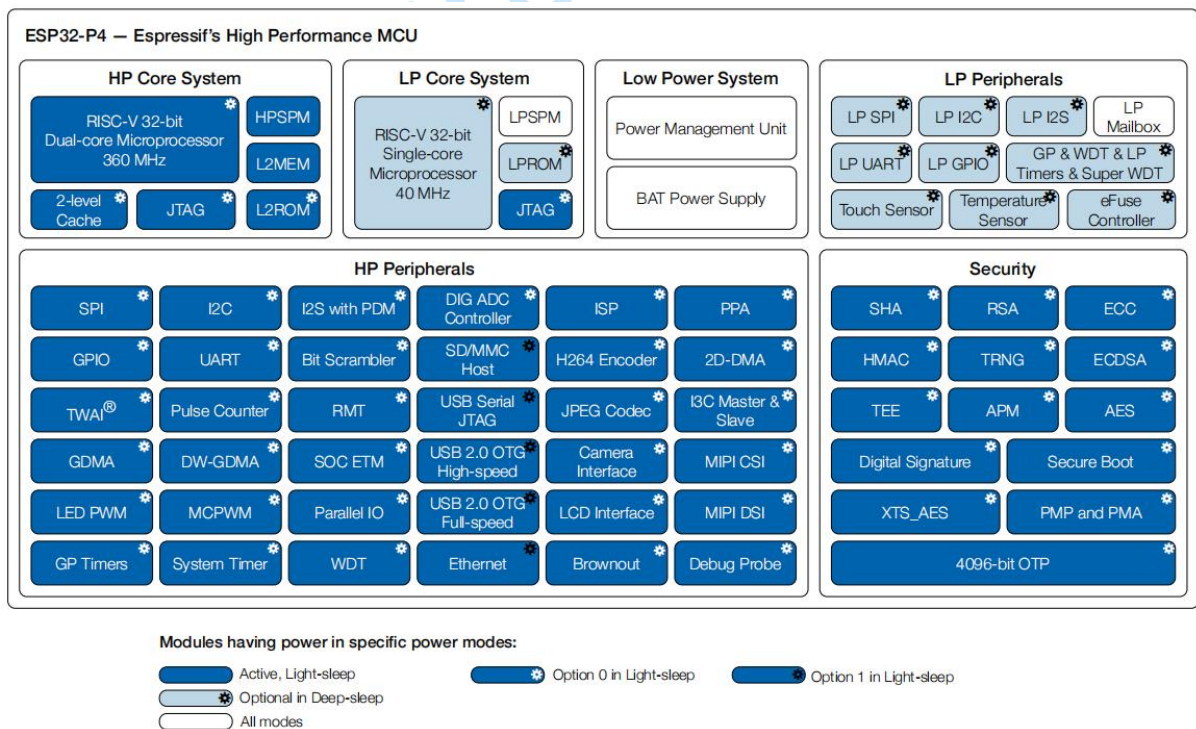 ESP32-P4 — Espressif's High Performance MCU
HP Core System
RISC-V 32-bit
Dual-core Microprocessor
360 MHz
HPSPM
L2MEM
2-level
Cache
JTAG
L2ROM
LP Core System
RISC-V 32-bit
Single-core
Microprocessor
40 MHz
LPSPM
LPROM
JTAG
Low Power System
Power Management Unit
BAT Power Supply
LP Peripherals
LP SPI
LP I2C
LP I2S
LP
Mailbox
LP UART
LP GPIO
GP & WDT & LP
Timers & Super WDT
Touch Sensor
Temperature
Sensor
eFuse
Controller
HP Peripherals
SPI
I2C
I2S with PDM
DIG ADC
Controller
ISP
PPA
GPIO
UART
Bit Scrambler
SD/MMC
Host
H264 Encoder
2D-DMA
TWAI®
Pulse Counter
RMT
USB Serial
JTAG
JPEG Codec
I3C Master &
Slave
GDMA
DW-GDMA
SOC ETM
USB 2.0 OTG
High-speed
Camera
Interface
MIPI CSI
LED PWM
MCPWM
Parallel IO
USB 2.0 OTG
Full-speed
LCD Interface
MIPI DSI
GP Timers
System Timer
WDT
Ethernet
Brownout
Debug Probe
Security
SHA
RSA
ECC
HMAC
TRNG
ECDSA
TEE
APM
AES
Digital Signature
Secure Boot
XTS_AES
PMP and PMA
4096-bit OTP
Modules having power in specific power modes:
Active, Light-sleep
Option 0 in Light-sleep
Option 1 in Light-sleep
Optional in Deep-sleep
All modes